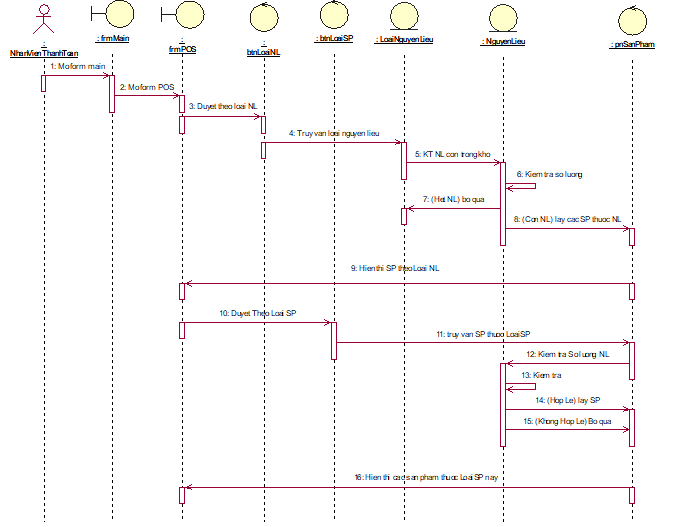 : frmMain
:
NhanVienThanhToan
:
frmPOS
:
btnLoaiNL
: btnLoaiSP
: LoaiNguyenLieu
: NguyenLieu
: pnSanPham
1: Mo form main
2: Mo form POS
3: Duyet theo loai NL
4: Truy van loai nguyen lieu
5: KT NL con trong kho
6: Kiem tra so luong
7: (Het NL) bo qua
8: (Con NL) lay cac SP thuoc NL
9: Hien thi SP theo Loai NL
10: Duyet Theo Loai SP
11: truy van SP thuoc LoaiSP
12: Kiem tra So luong NL
13: Kiem tra
14: (Hop Le) lay SP
15: (Khong Hop Le) Bo qua
16: Hien thi cac san pham thuoc Loai SP nay